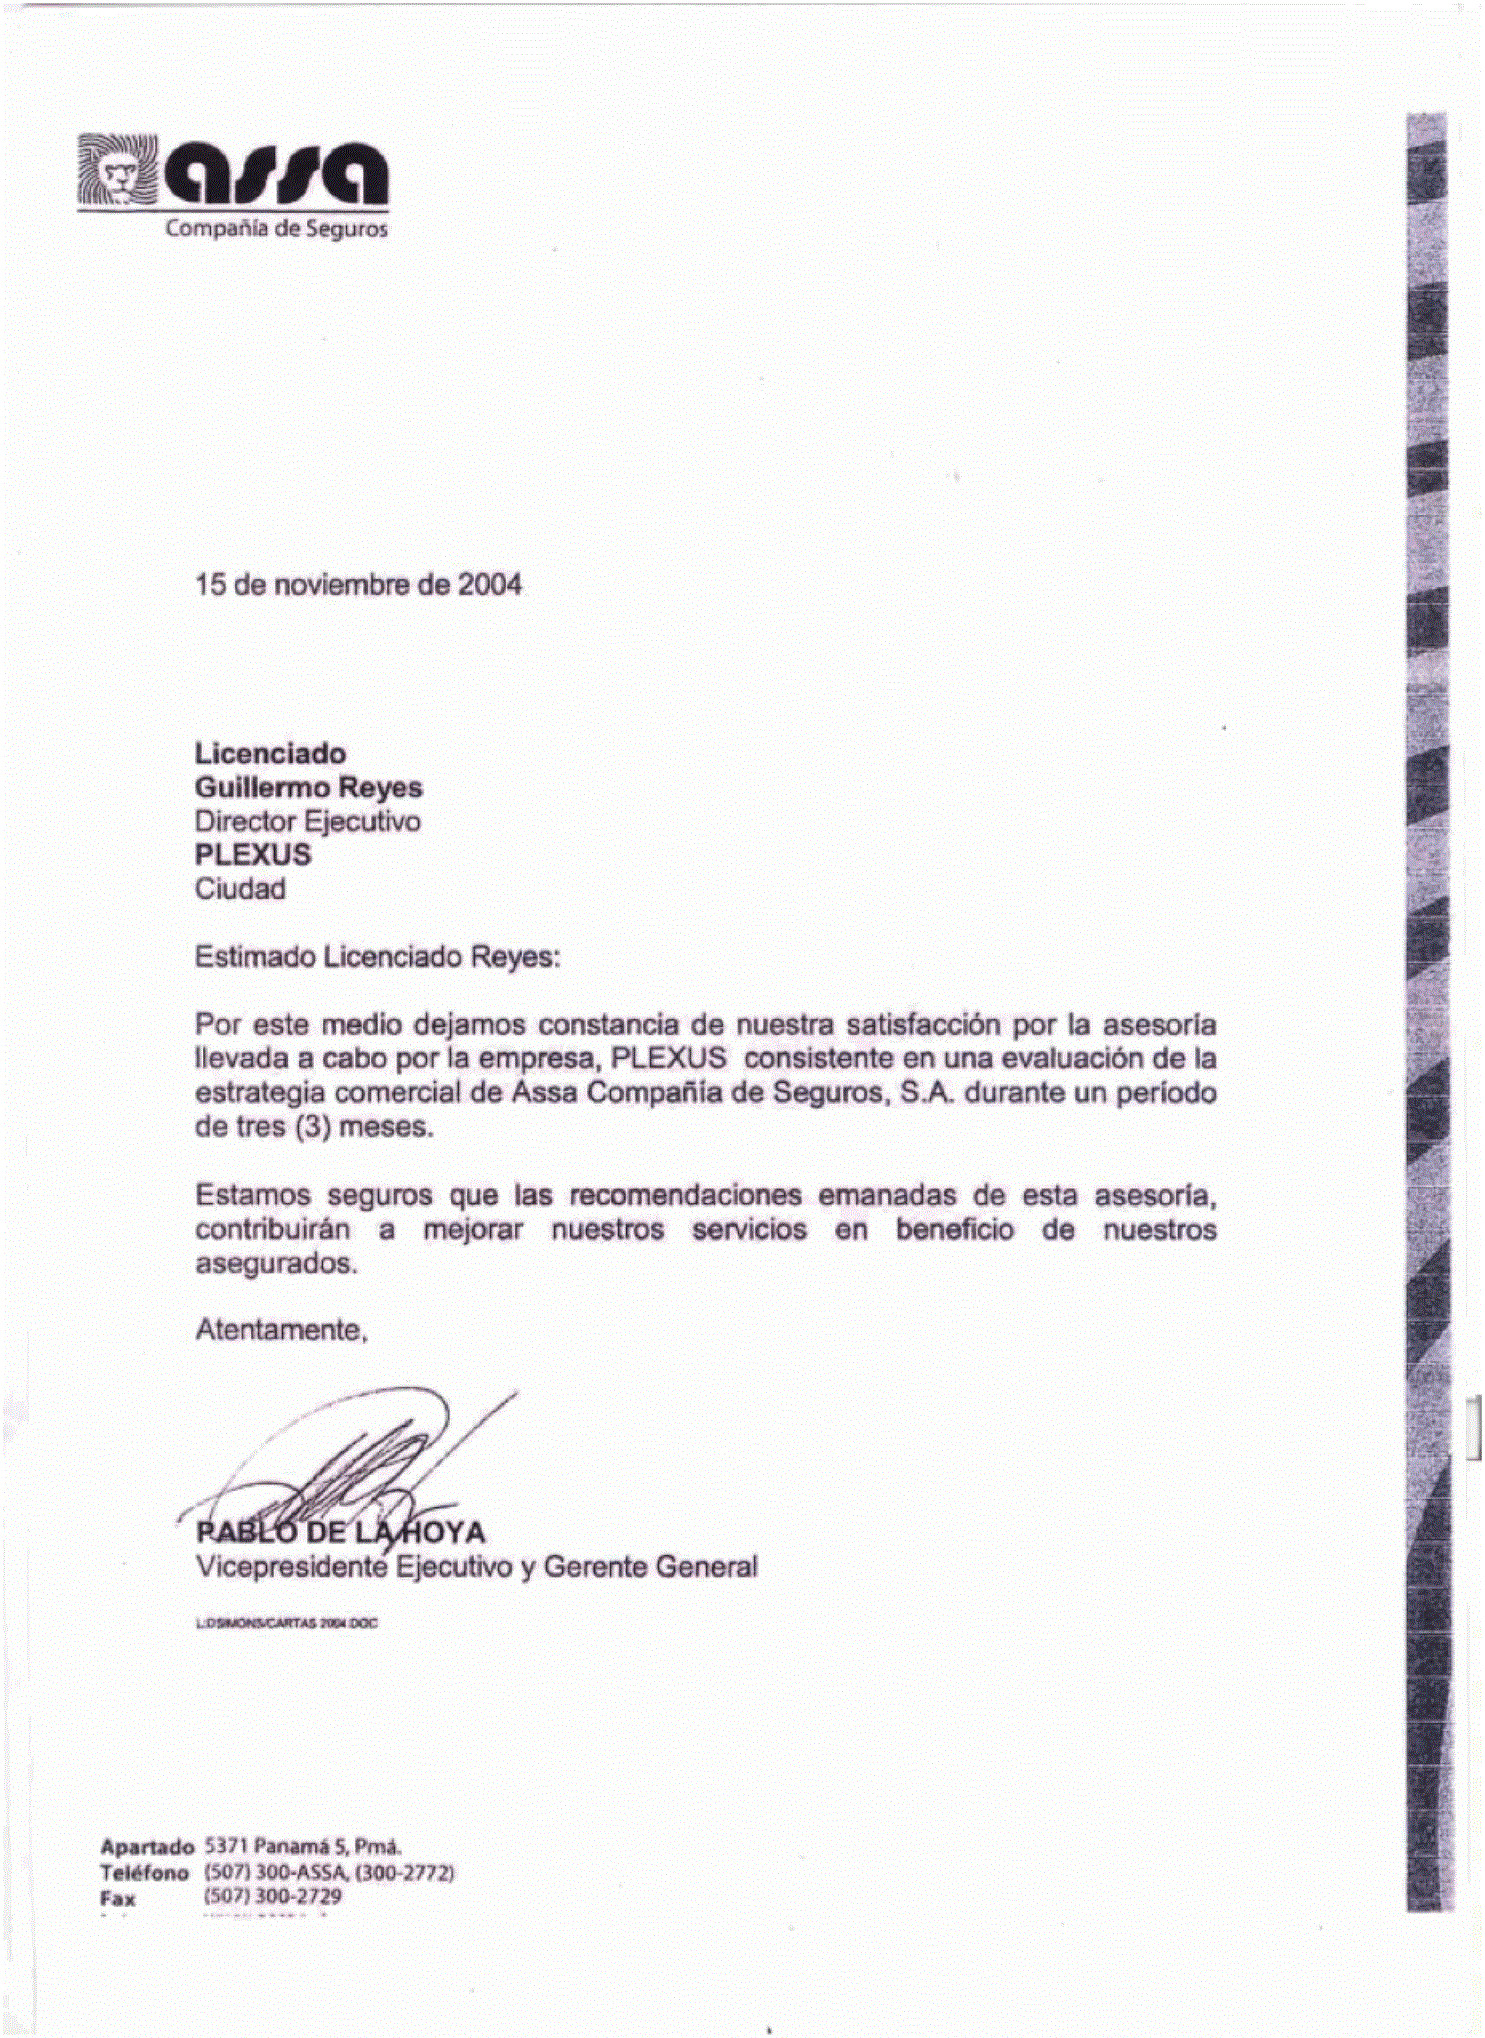 assa
Compañía de Seguros
15 de noviembre de 2004
Licenciado
Guillermo Reyes
Director Ejecutivo
PLEXUS
Ciudad
Estimado Licenciado Reyes:
Por este medio dejamos constancia de nuestra satisfacción por la asesoría
llevada a cabo por la empresa, PLEXUS consistente en una evaluación de la
estrategia comercial de Assa Compañía de Seguros, S.A. durante un período
de tres (3) meses.
Estamos seguros que las recomendaciones emanadas de esta asesoría,
contribuirán a mejorar nuestros servicios en beneficio de nuestros
asegurados.
Atentamente,
PABLO DE LA HOYA
Vicepresidente Ejecutivo y Gerente General
L:DSIMONS/CARTAS 2004.DOC
Apartado 5371 Panamá 5, Pmá.
Teléfono (507) 300-ASSA, (300-2772)
Fax (507) 300-2729